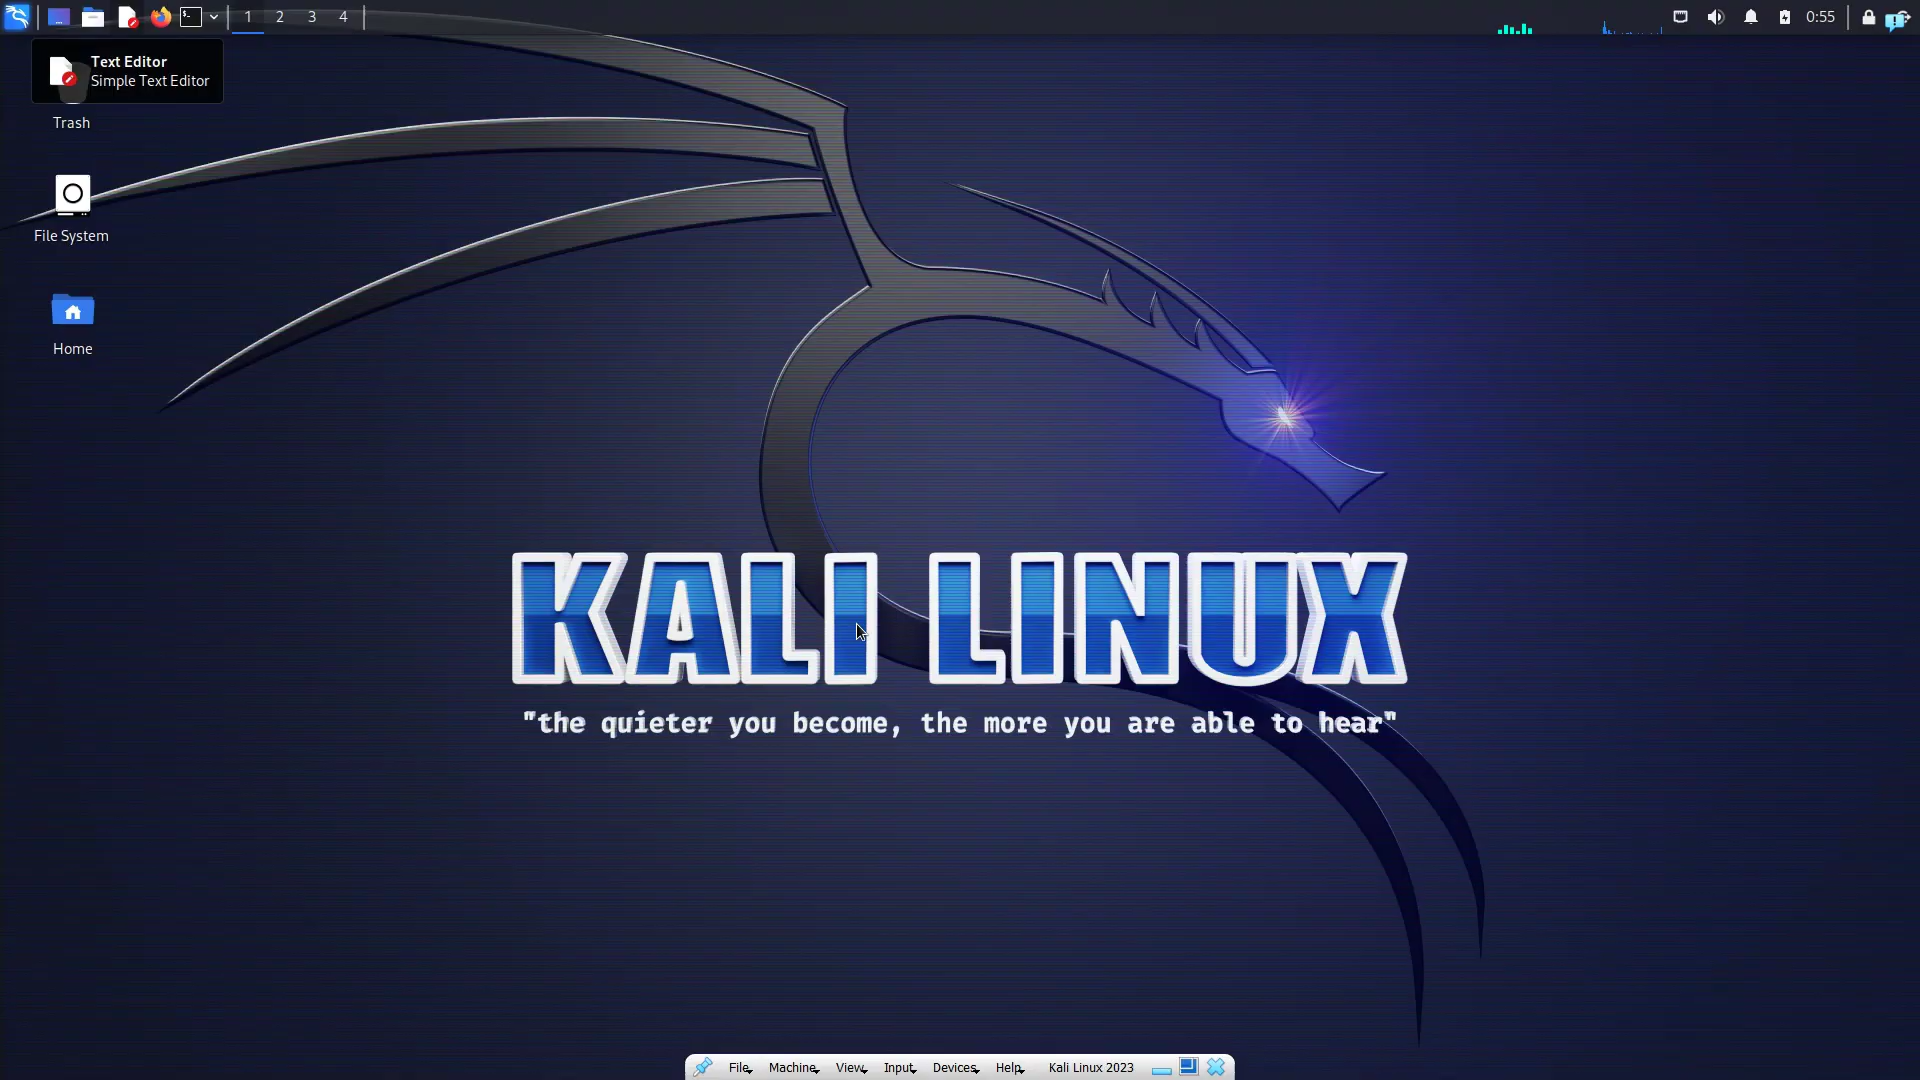 1 2 3 4
0:55
Text Editor
Simple Text Editor
Trash
File System
Home
KALI LINUX
"the quieter you become, the more you are able to hear"
File Machine View Input Devices Help Kali Linux 2023